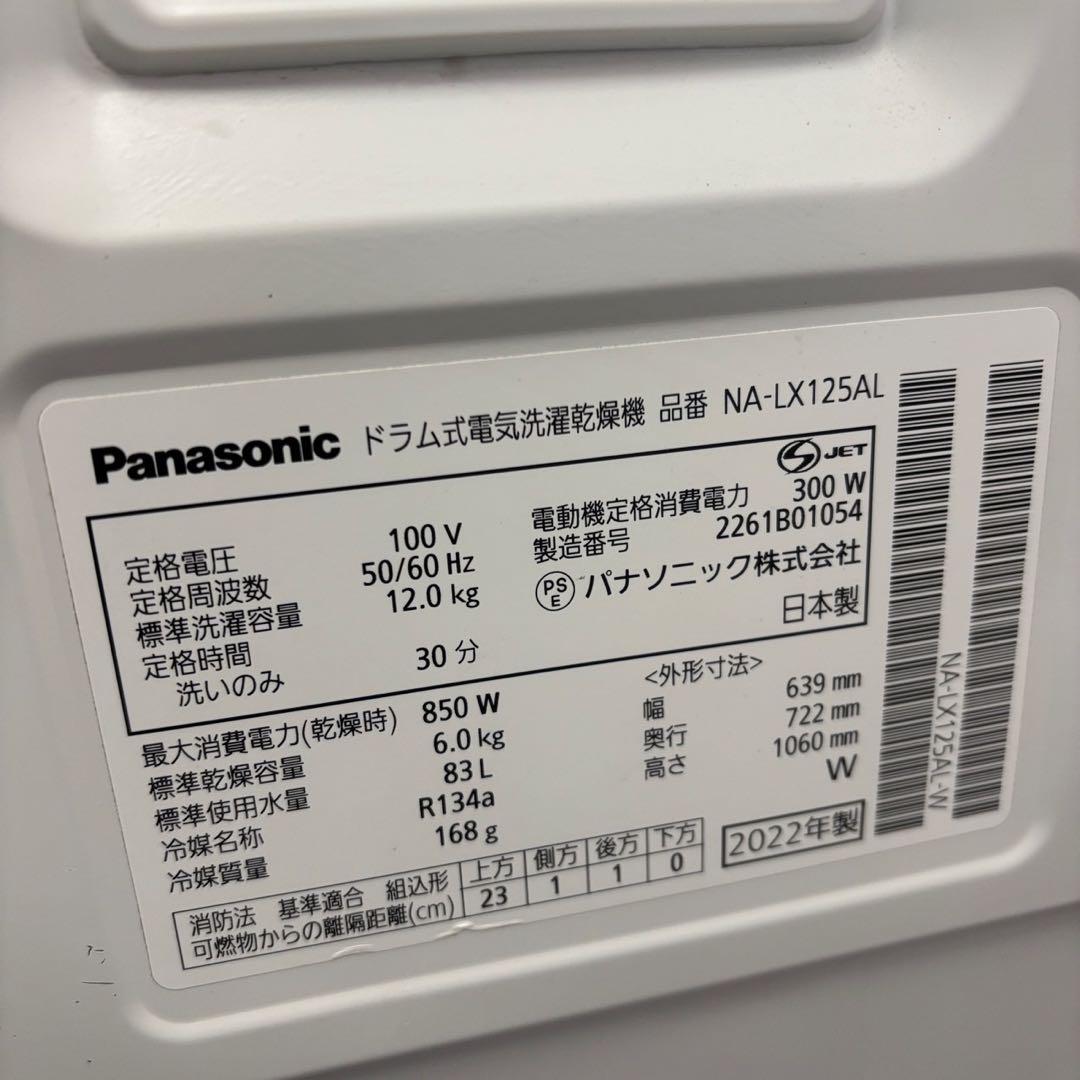 Panasonic ドラム式電気洗濯乾燥機 品番 NA-LX125AL
定格電圧 100 V
定格周波数 50/60 Hz
標準洗濯容量 12.0 kg
定格時間
洗いのみ 30 分
S JET
電動機定格消費電力 300 W
製造番号 2261B01054
PS E パナソニック株式会社
日本製
最大消費電力(乾燥時) 850 W
標準乾燥容量 6.0 kg
標準使用水量 83 L
冷媒名称 R134a
冷媒質量 168 g
<外形寸法>
幅 639 mm
奥行 722 mm
高さ 1060 mm
W
消防法 基準適合 組込形 上方 側方 後方 下方
可燃物からの離隔距離(cm) 23 1 1 0
2022年製
NA-LX125AL-W